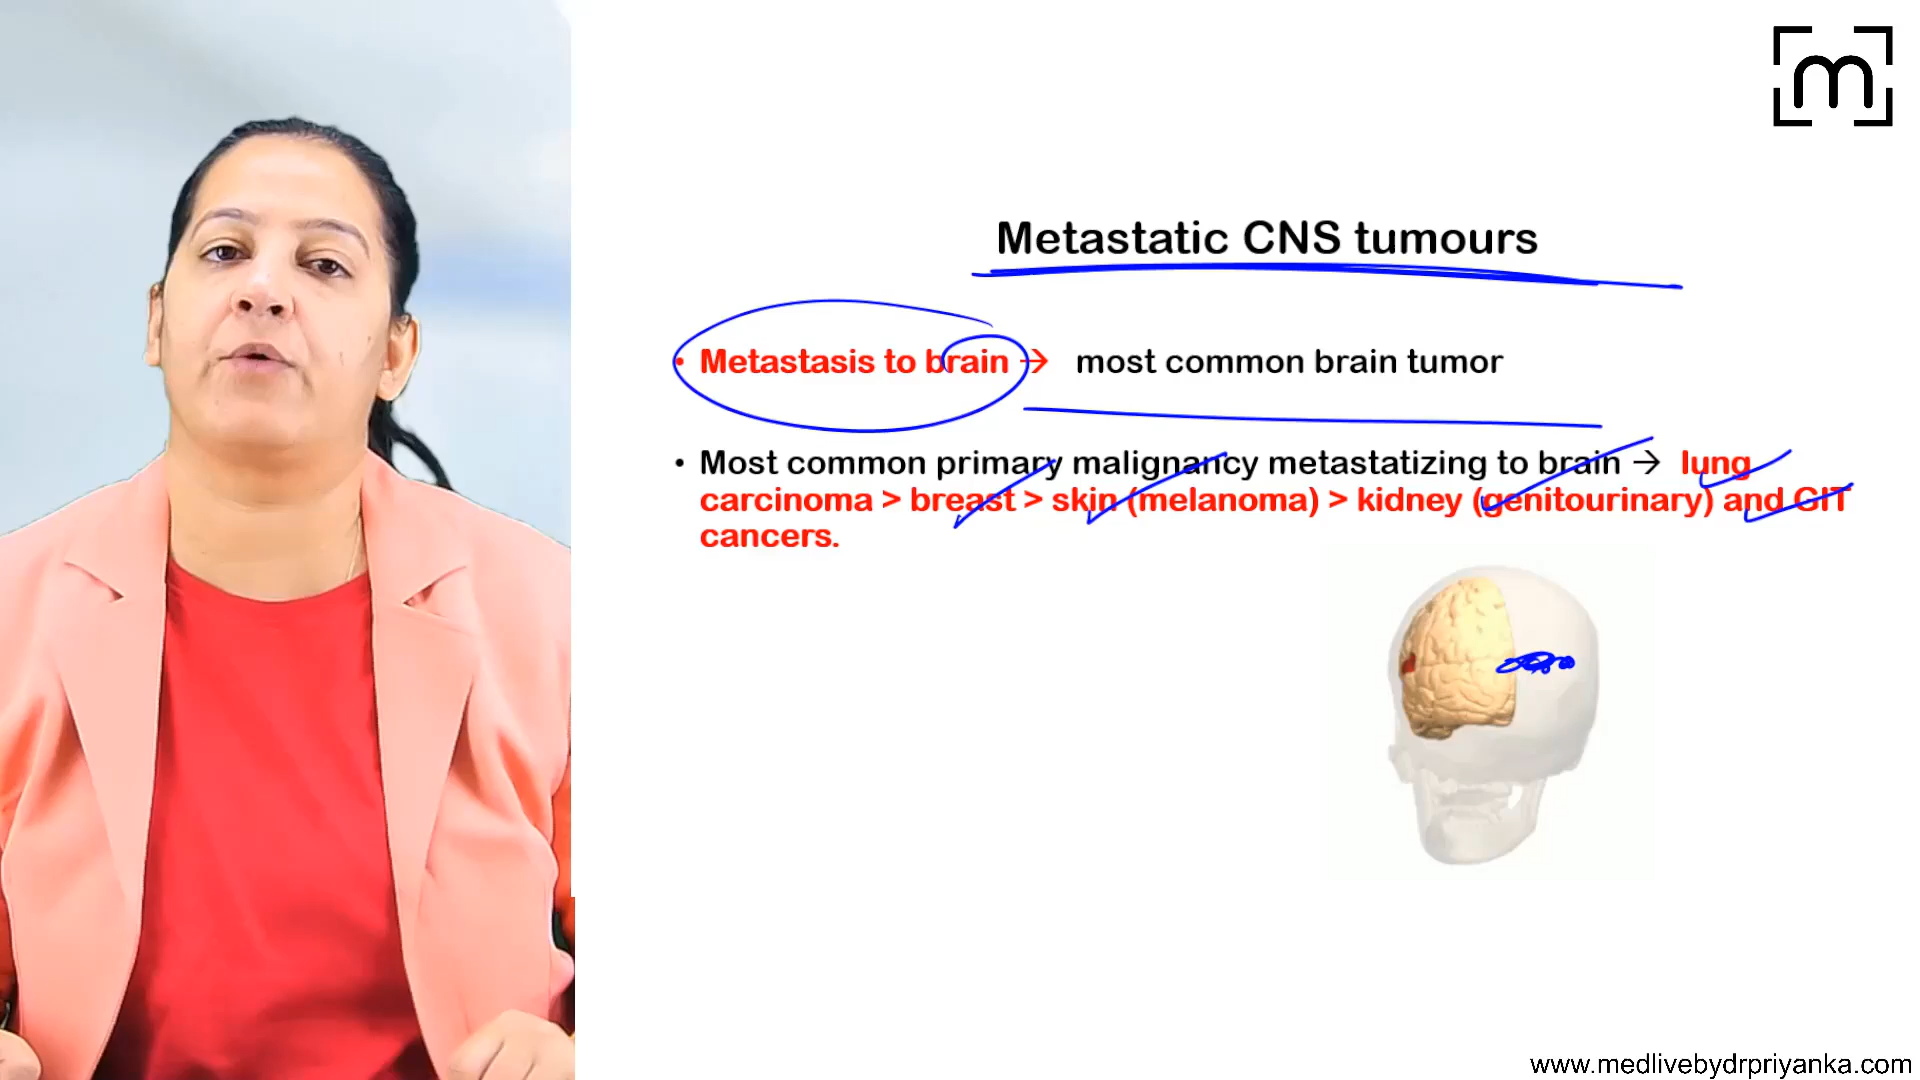 m
Metastatic CNS tumours
• Metastasis to brain → most common brain tumor
• Most common primary malignancy metastatizing to brain → lung
carcinoma > breast > skin (melanoma) > kidney (genitourinary) and GIT
cancers.
www.medlivebydrpriyanka.com